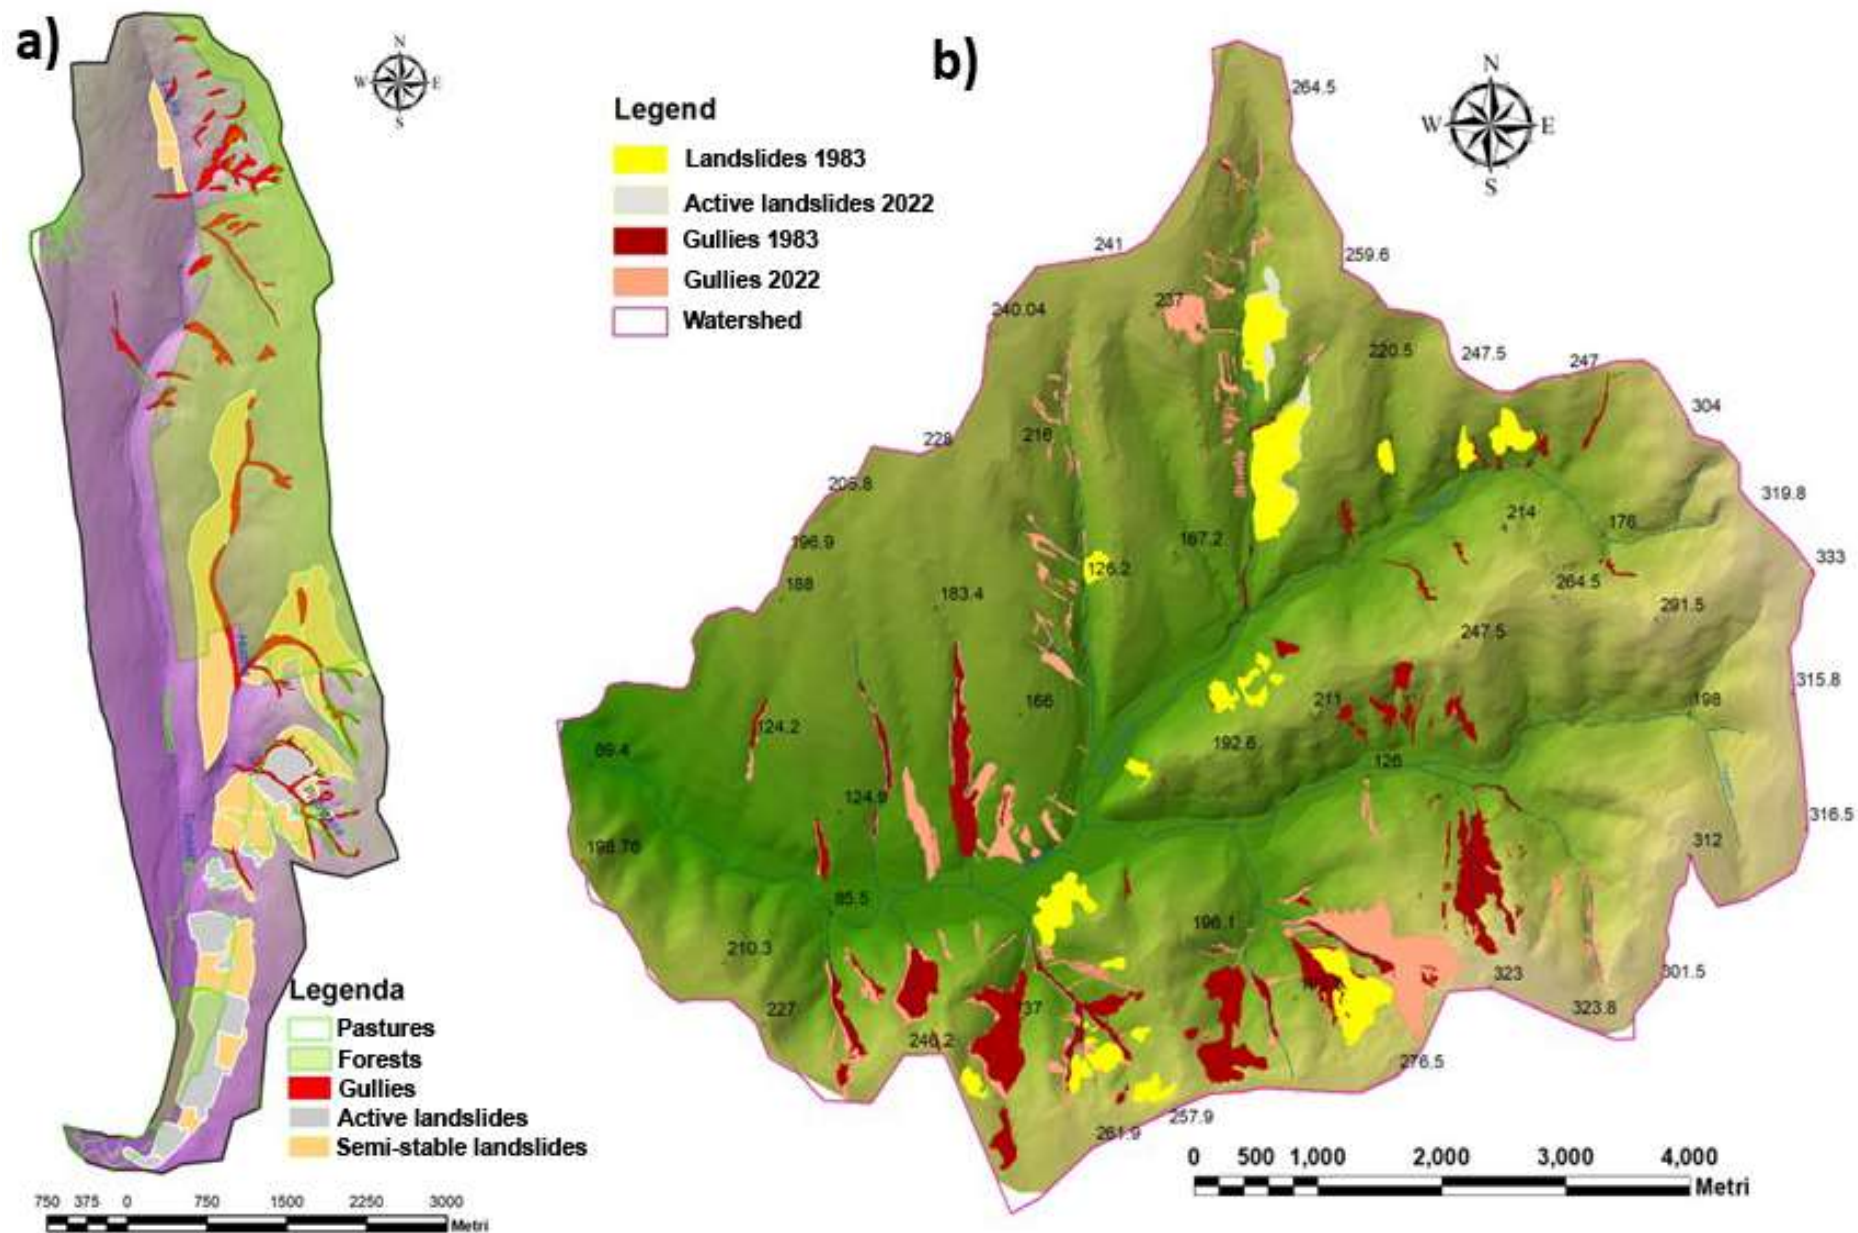 a)
N
W
E
S
Legenda
Pastures
Forests
Gullies
Active landslides
Semi-stable landslides
750 375 0 750 1500 2250 3000
Metri
b)
Legend
Landslides 1983
Active landslides 2022
Gullies 1983
Gullies 2022
Watershed
N
W
E
S
264.5
241
259.6
240.04
237
220.5
247.5
247
304
228
216
205.8
319.8
214
176
196.9
167.2
333
126.2
188
183.4
264.5
291.5
247.5
315.8
166
211
198
124.2
89.4
192.6
126
124.9
316.5
312
198.76
85.5
196.1
210.3
323
301.5
227
37
323.8
246.2
276.5
257.9
261.9
0 500 1,000 2,000 3,000 4,000
Metri